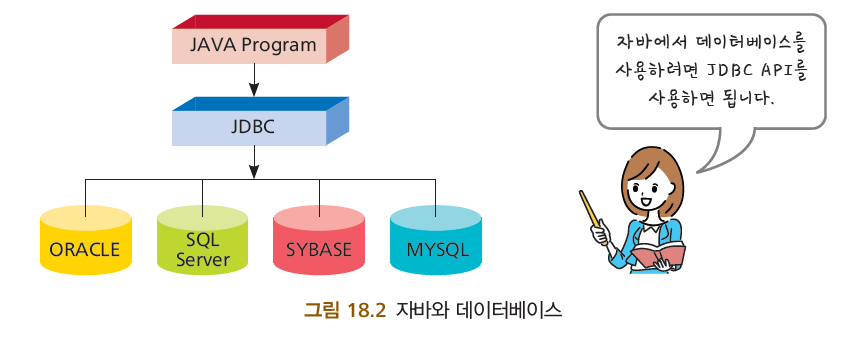 JAVA Program
자바에서 데이터베이스를
사용하려면 JDBC API를
사용하면 됩니다.
JDBC
ORACLE
SQL
Server
SYBASE
MYSQL
그림 18.2 자바와 데이터베이스